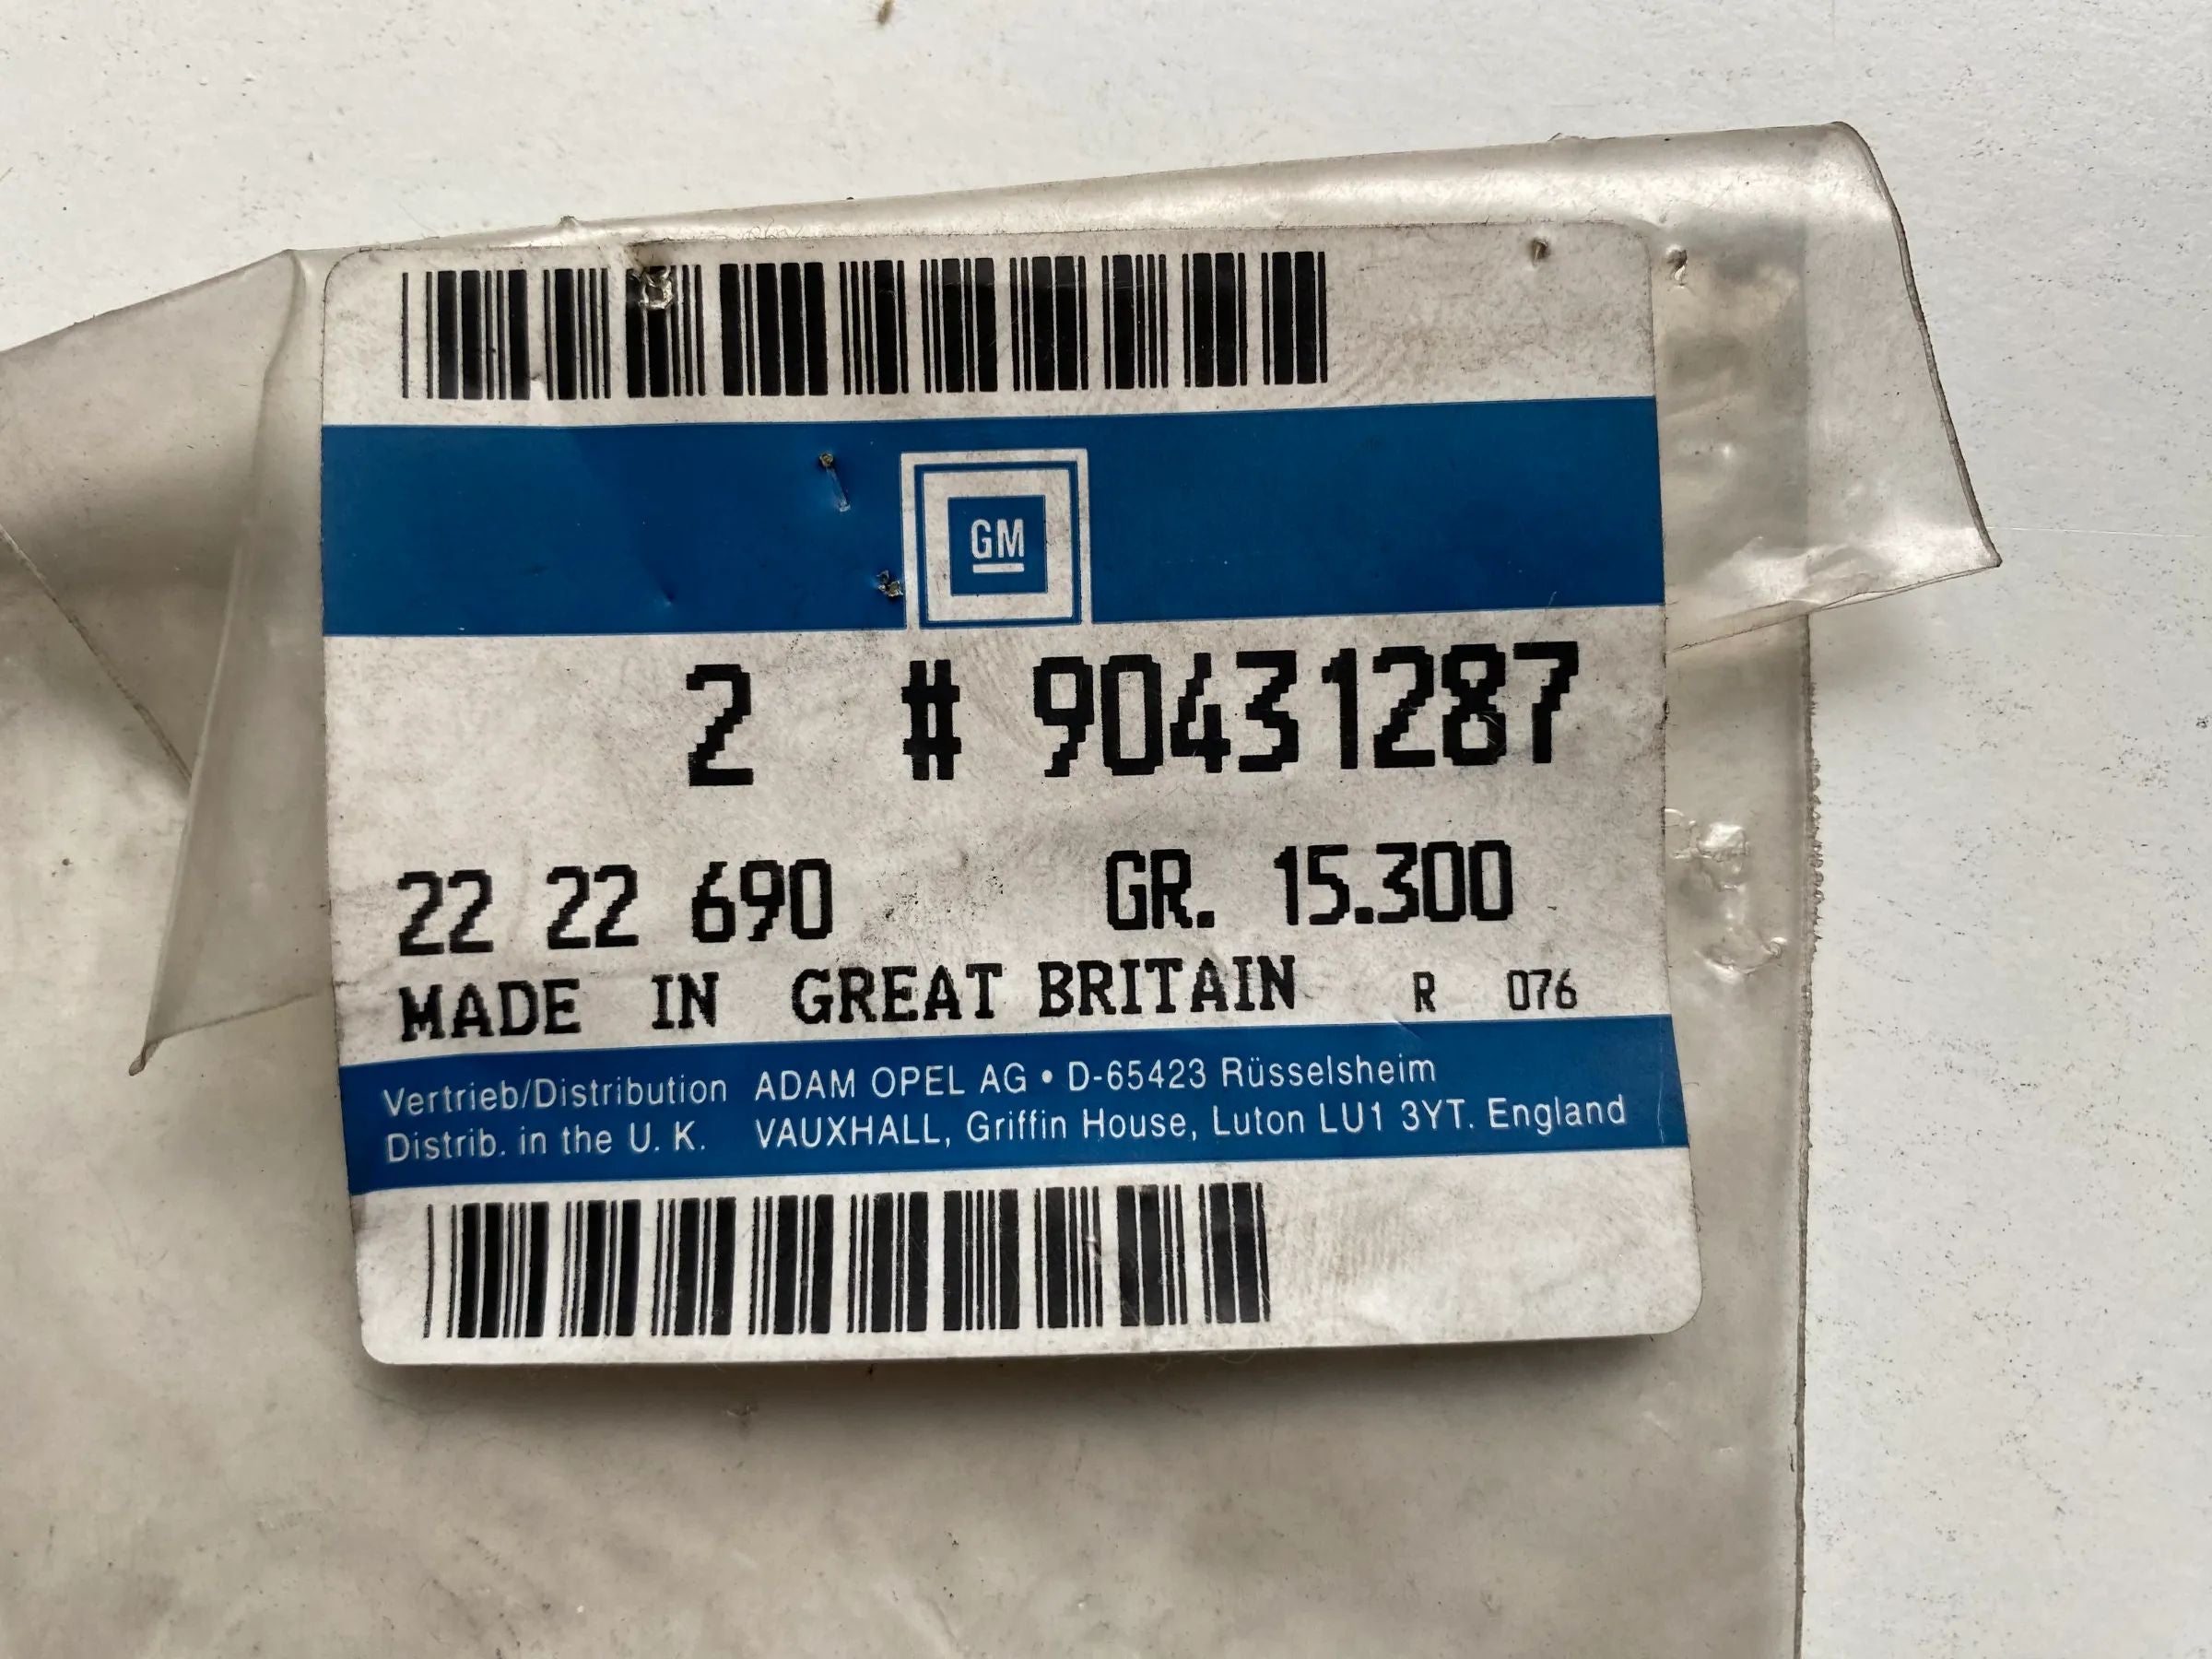 GM
2 # 90431287
22 22 690 GR. 15.300
MADE IN GREAT BRITAIN R 076
Vertrieb/Distribution ADAM OPEL AG • D-65423 Rüsselsheim
Distrib. in the U. K. VAUXHALL, Griffin House, Luton LU1 3YT. England